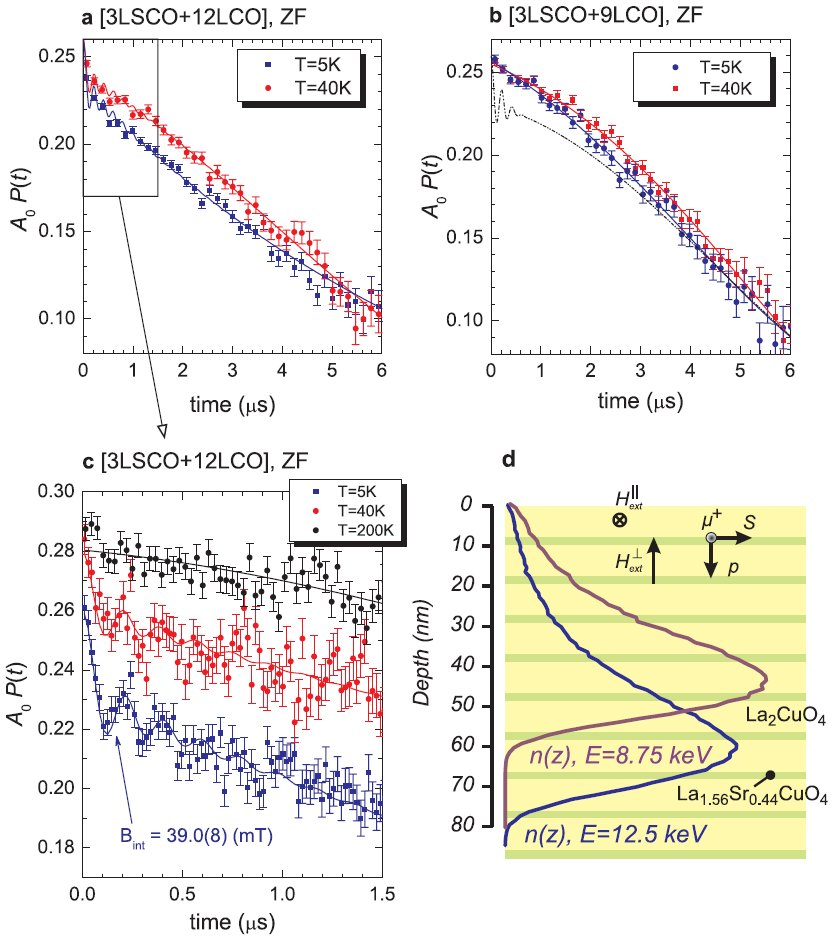 a [3LSCO+12LCO], ZF
T=5K
T=40K
0.25
0.20
0.15
0.10
A0 P(t)
0 1 2 3 4 5 6
time (μs)
b [3LSCO+9LCO], ZF
T=5K
T=40K
0.25
0.20
0.15
0.10
A0 P(t)
0 1 2 3 4 5 6
time (μs)
c [3LSCO+12LCO], ZF
T=5K
T=40K
T=200K
0.30
0.28
0.26
0.24
0.22
0.20
0.18
A0 P(t)
Bint = 39.0(8) (mT)
0.0 0.5 1.0 1.5
time (μs)
d
0
10
20
30
40
50
60
70
80
Depth (nm)
H||ext
H⊥ext
μ+
S
p
La2CuO4
n(z), E=8.75 keV
La1.56Sr0.44CuO4
n(z), E=12.5 keV